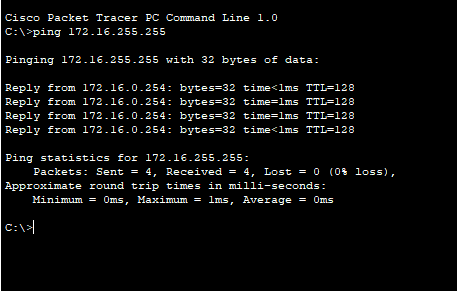 Cisco Packet Tracer PC Command Line 1.0
C:\>ping 172.16.255.255
Pinging 172.16.255.255 with 32 bytes of data:
Reply from 172.16.0.254: bytes=32 time<1ms TTL=128
Reply from 172.16.0.254: bytes=32 time=1ms TTL=128
Reply from 172.16.0.254: bytes=32 time=1ms TTL=128
Reply from 172.16.0.254: bytes=32 time<1ms TTL=128
Ping statistics for 172.16.255.255:
Packets: Sent = 4, Received = 4, Lost = 0 (0% loss),
Approximate round trip times in milli-seconds:
Minimum = 0ms, Maximum = 1ms, Average = 0ms
C:\>